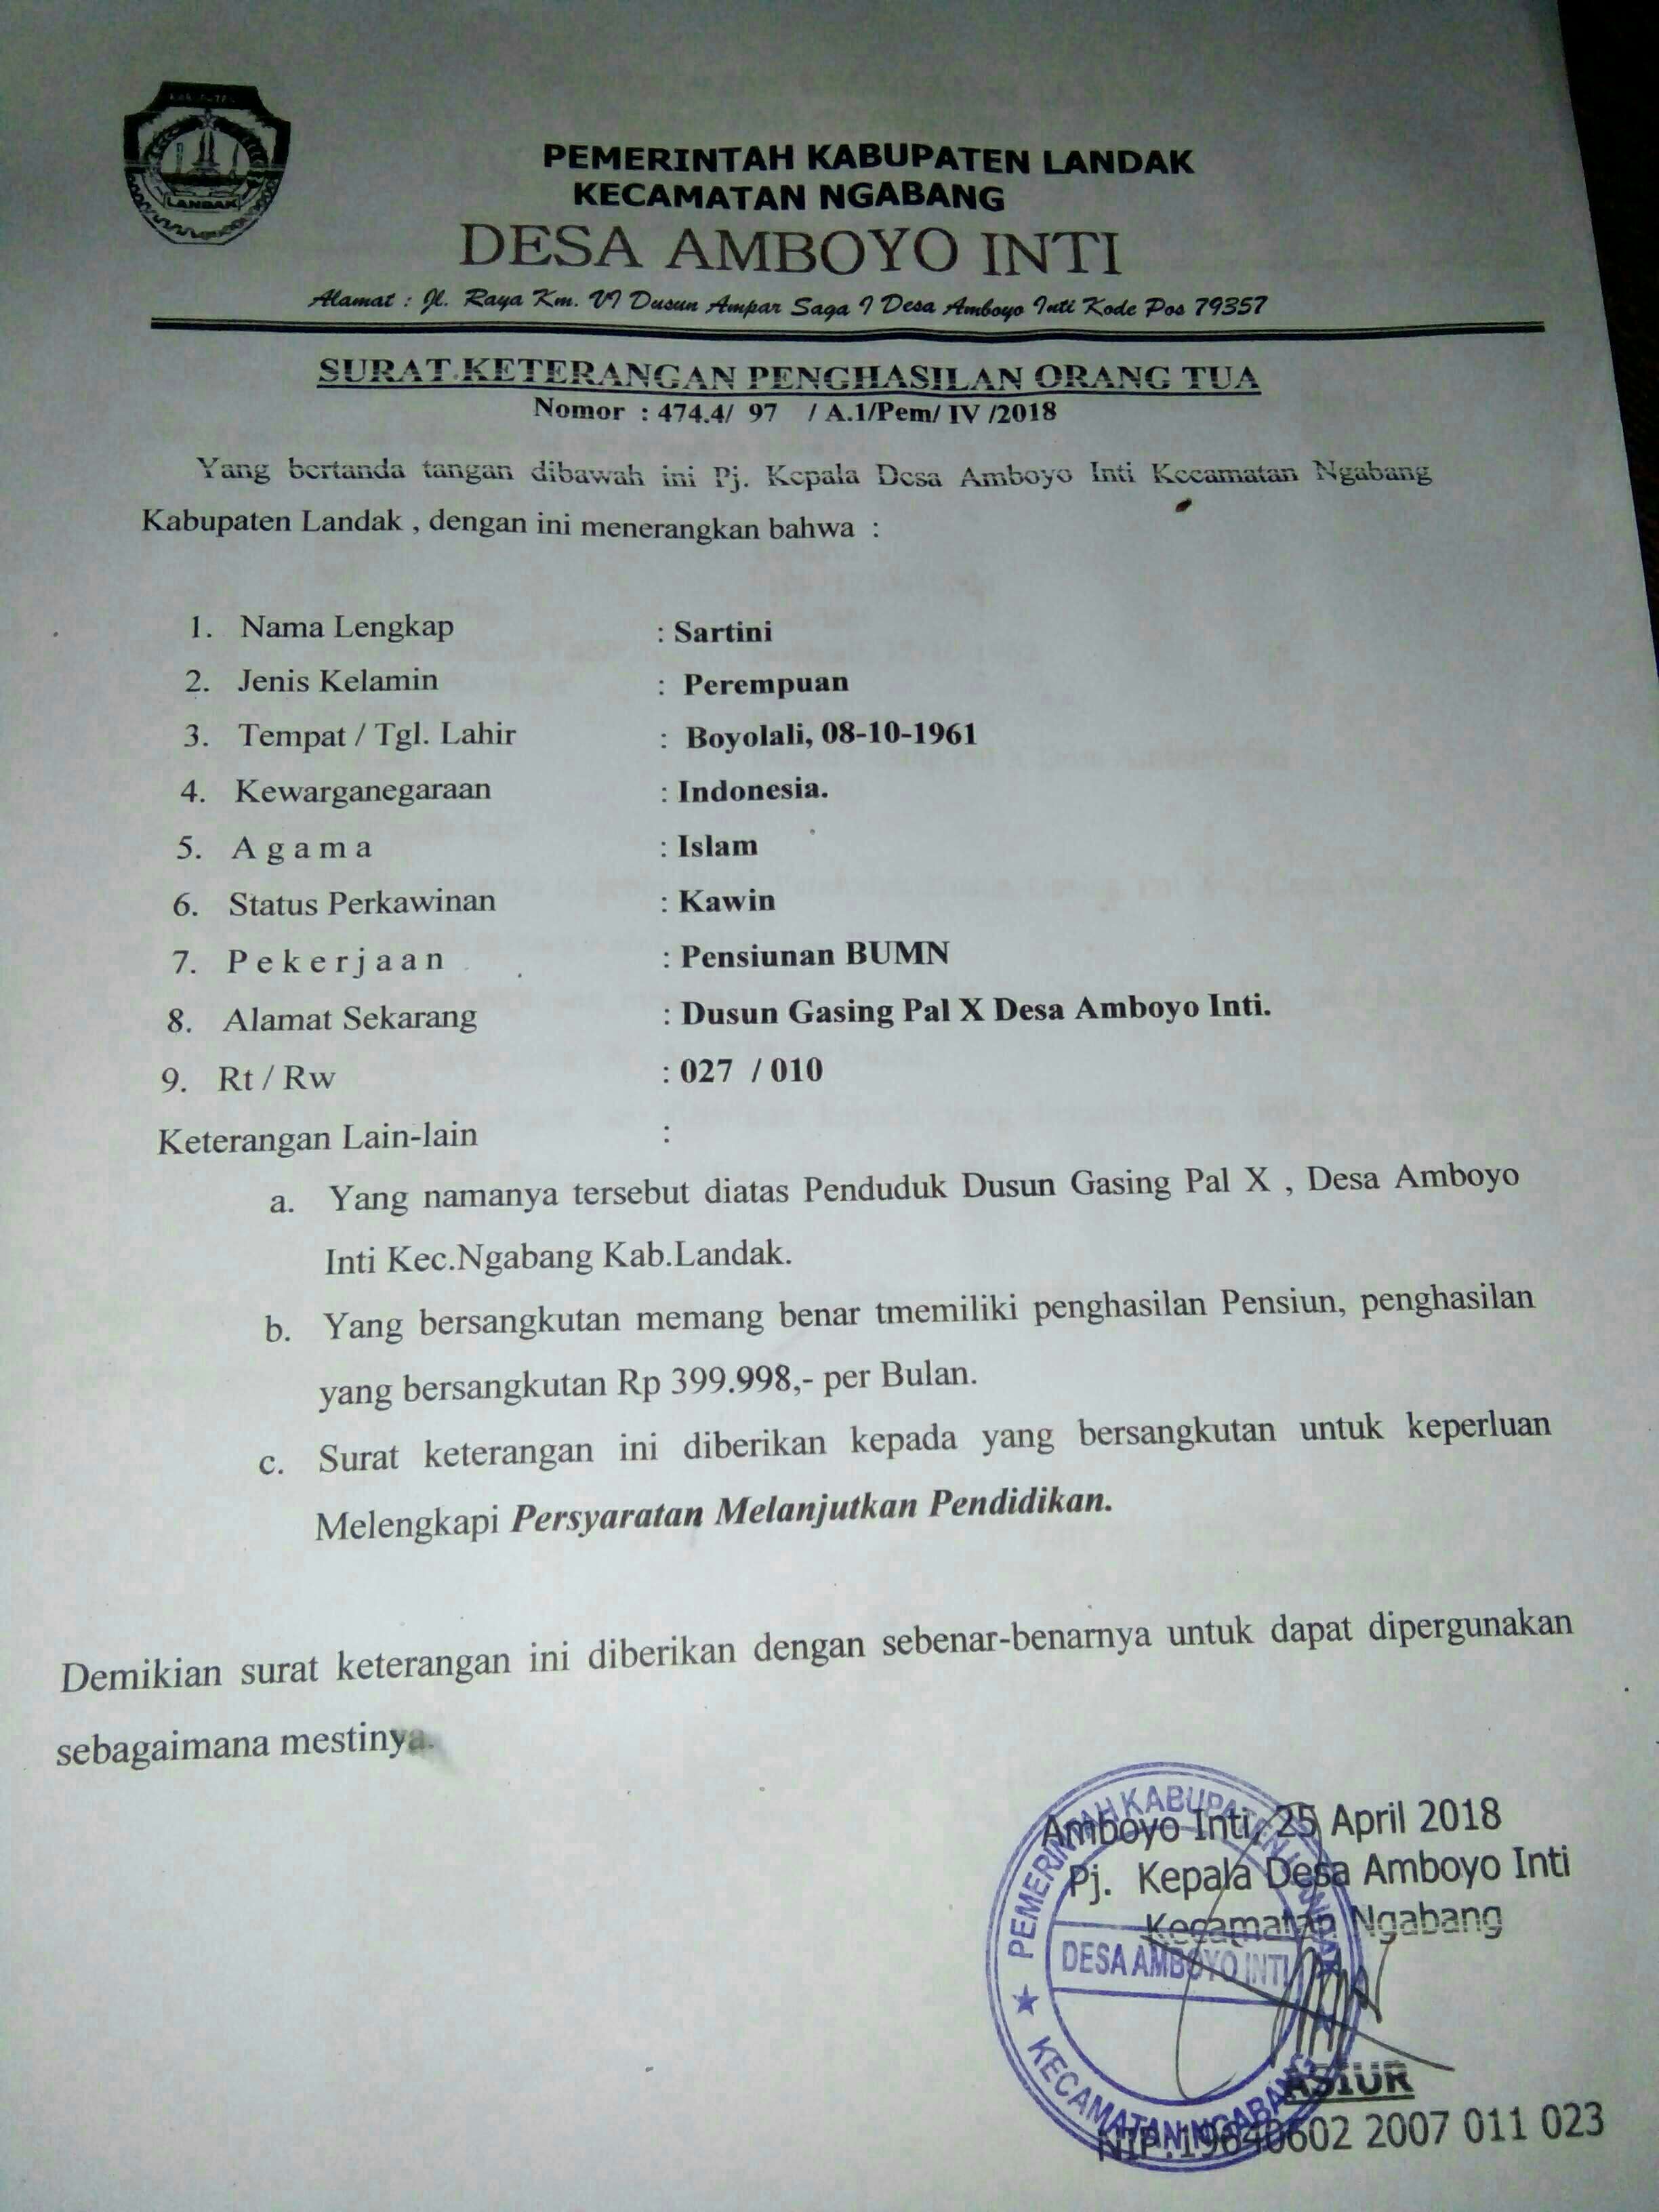 LANDAK
PEMERINTAH KABUPATEN LANDAK
KECAMATAN NGABANG
DESA AMBOYO INTI
Alamat : Jl. Raya Km. VI Dusun Ampar Saga I Desa Amboyo Inti Kode Pos 79357
SURAT KETERANGAN PENGHASILAN ORANG TUA
Nomor : 474.4/ 97 / A.1/Pem/ IV /2018
Yang bertanda tangan dibawah ini Pj. Kepala Desa Amboyo Inti Kecamatan Ngabang
Kabupaten Landak , dengan ini menerangkan bahwa :
1. Nama Lengkap : Sartini
2. Jenis Kelamin : Perempuan
3. Tempat / Tgl. Lahir : Boyolali, 08-10-1961
4. Kewarganegaraan : Indonesia.
5. A g a m a : Islam
6. Status Perkawinan : Kawin
7. P e k e r j a a n : Pensiunan BUMN
8. Alamat Sekarang : Dusun Gasing Pal X Desa Amboyo Inti.
9. Rt / Rw : 027 / 010
Keterangan Lain-lain :
a. Yang namanya tersebut diatas Penduduk Dusun Gasing Pal X , Desa Amboyo
Inti Kec.Ngabang Kab.Landak.
b. Yang bersangkutan memang benar tmemiliki penghasilan Pensiun, penghasilan
yang bersangkutan Rp 399.998,- per Bulan.
c. Surat keterangan ini diberikan kepada yang bersangkutan untuk keperluan
Melengkapi Persyaratan Melanjutkan Pendidikan.
Demikian surat keterangan ini diberikan dengan sebenar-benarnya untuk dapat dipergunakan
sebagaimana mestinya.
Amboyo Inti, 25 April 2018
Pj. Kepala Desa Amboyo Inti
Kecamatan Ngabang
PEMERINTAH KABUPATEN LANDAK
DESA AMBOYO INTI
KECAMATAN NGABANG
ASIUR
NIP.19640602 2007 011 023